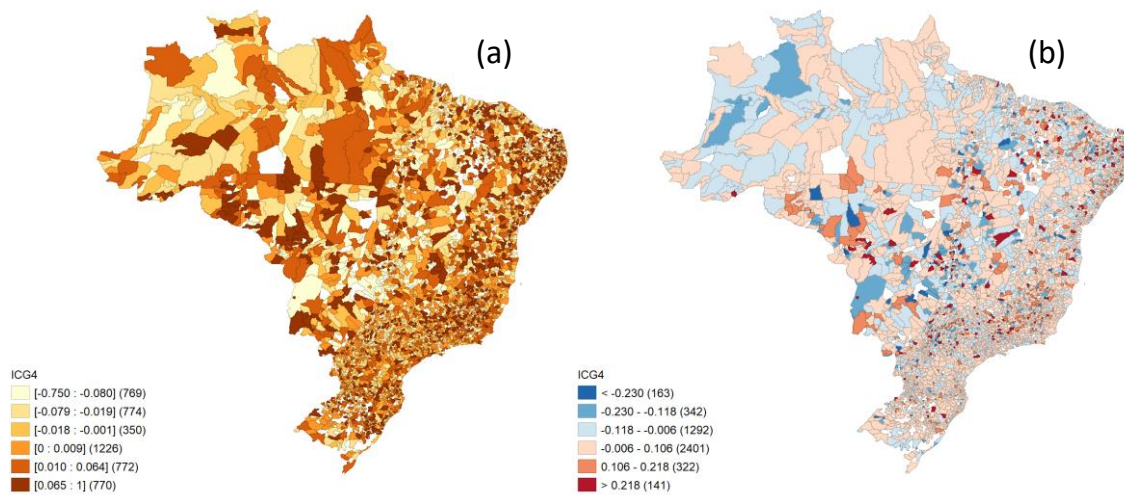 (a)
(b)
ICG4
[-0.750 : -0.080] (769)
[-0.079 : -0.019] (774)
[-0.018 : -0.001] (350)
[0 : 0.009] (1226)
[0.010 : 0.064] (772)
[0.065 : 1] (770)
ICG4
< -0.230 (163)
-0.230 - -0.118 (342)
-0.118 - -0.006 (1292)
-0.006 - 0.106 (2401)
0.106 - 0.218 (322)
> 0.218 (141)